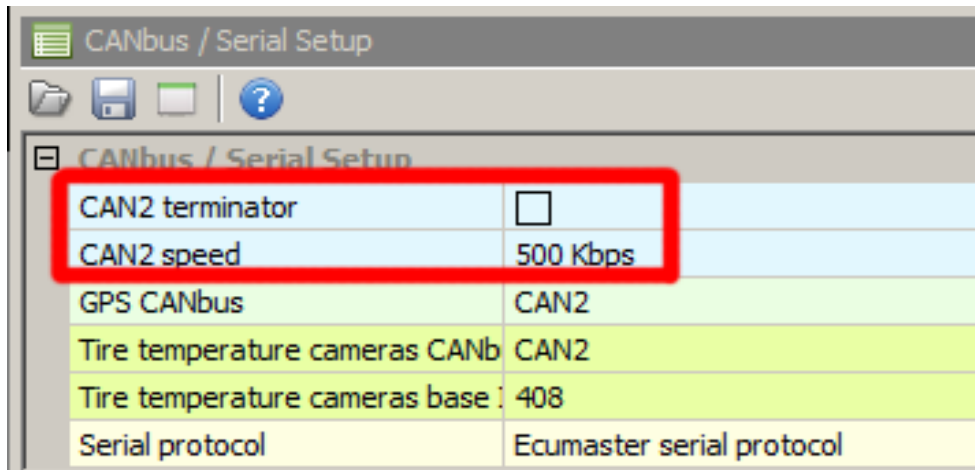 CANbus / Serial Setup
CANbus / Serial Setup
CAN2 terminator
CAN2 speed 500 Kbps
GPS CANbus CAN2
Tire temperature cameras CANb CAN2
Tire temperature cameras base 408
Serial protocol Ecumaster serial protocol